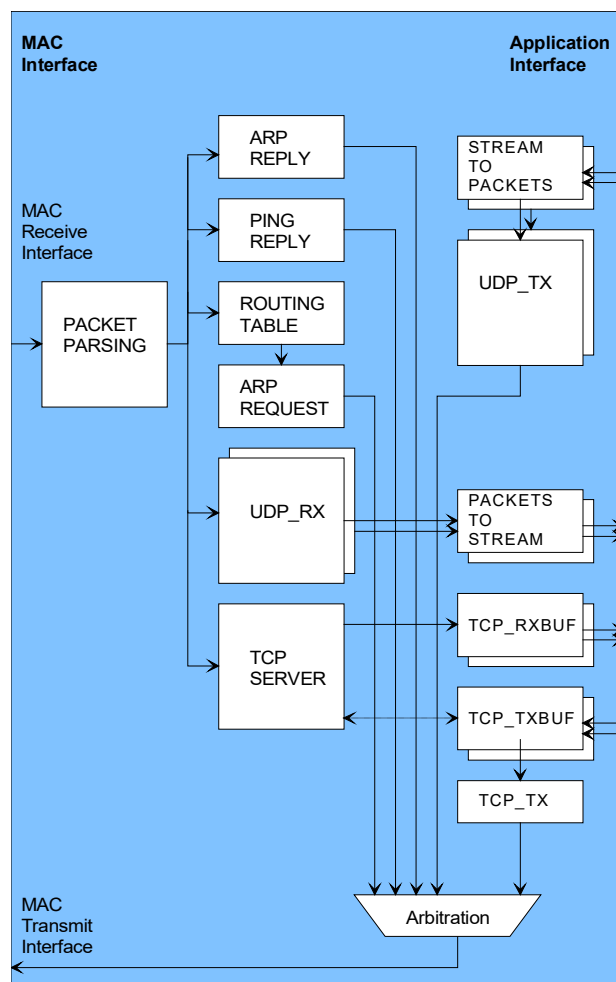 MAC
Interface
Application
Interface
ARP
REPLY
STREAM
TO
PACKETS
MAC
Receive
Interface
PING
REPLY
UDP_TX
PACKET
PARSING
ROUTING
TABLE
ARP
REQUEST
UDP_RX
PACKETS
TO
STREAM
TCP
SERVER
TCP_RXBUF
TCP_TXBUF
TCP_TX
MAC
Transmit
Interface
Arbitration